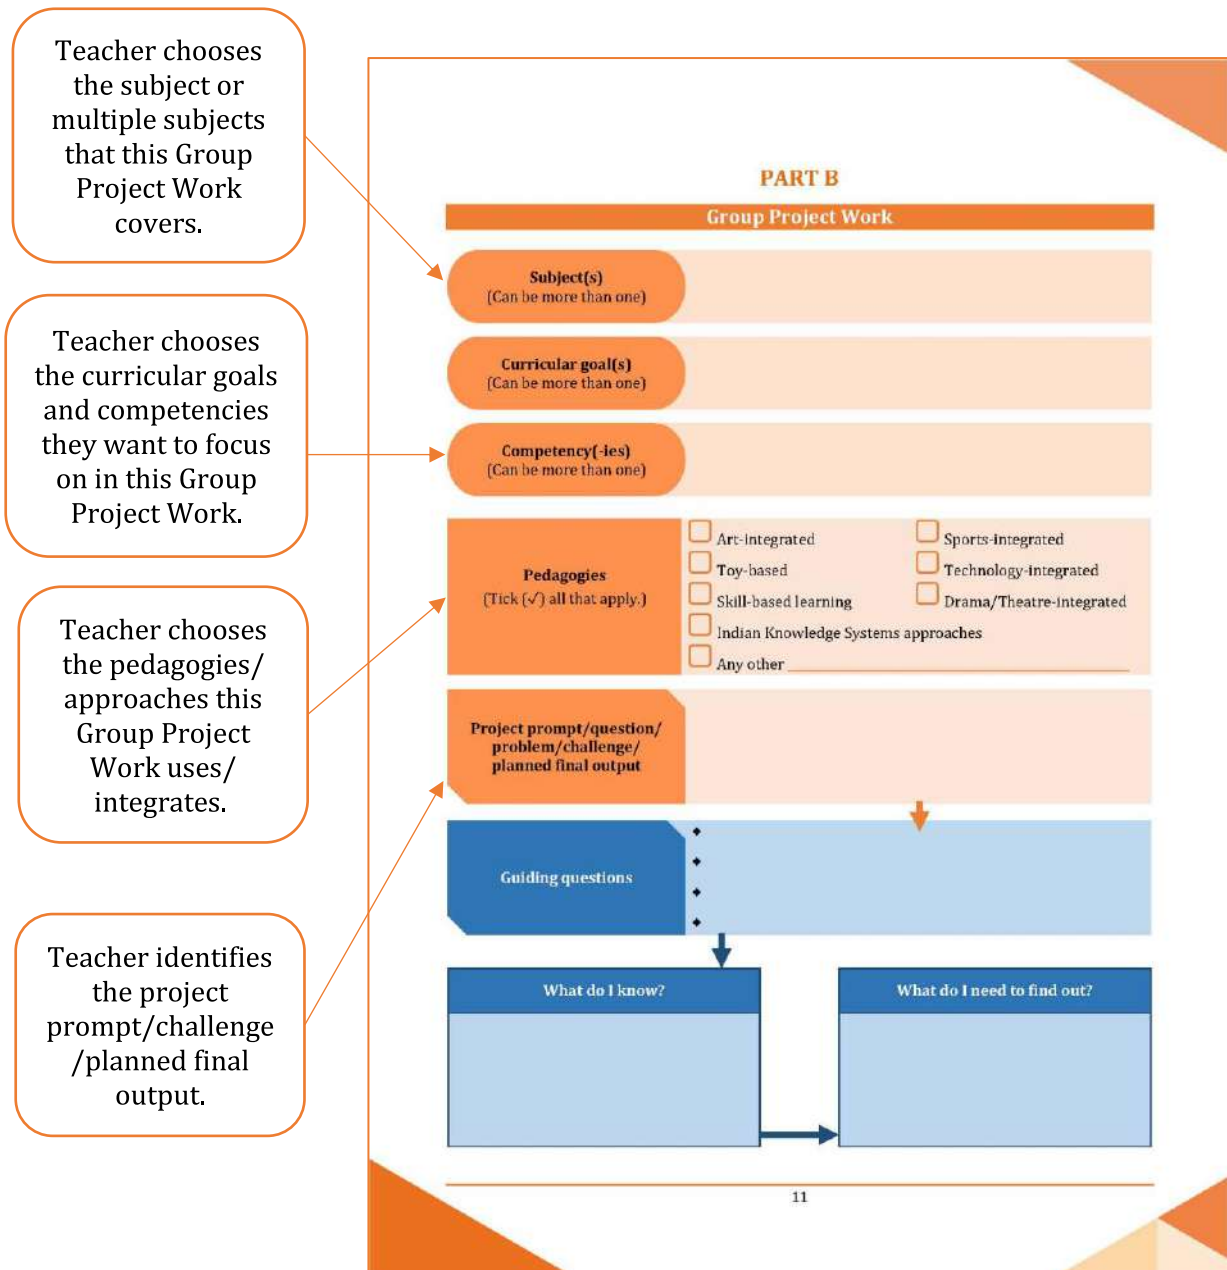 Teacher chooses
the subject or
multiple subjects
that this Group
Project Work
covers.
Teacher chooses
the curricular goals
and competencies
they want to focus
on in this Group
Project Work.
Teacher chooses
the pedagogies/
approaches this
Group Project
Work uses/
integrates.
Teacher identifies
the project
prompt/challenge
/planned final
output.
PART B
Group Project Work
Subject(s)
(Can be more than one)
Curricular goal(s)
(Can be more than one)
Competency(-ies)
(Can be more than one)
Pedagogies
(Tick (✓) all that apply.)
Art-integrated
Sports-integrated
Toy-based
Technology-integrated
Skill-based learning
Drama/Theatre-integrated
Indian Knowledge Systems approaches
Any other
Project prompt/question/
problem/challenge/
planned final output
Guiding questions
What do I know?
What do I need to find out?
11